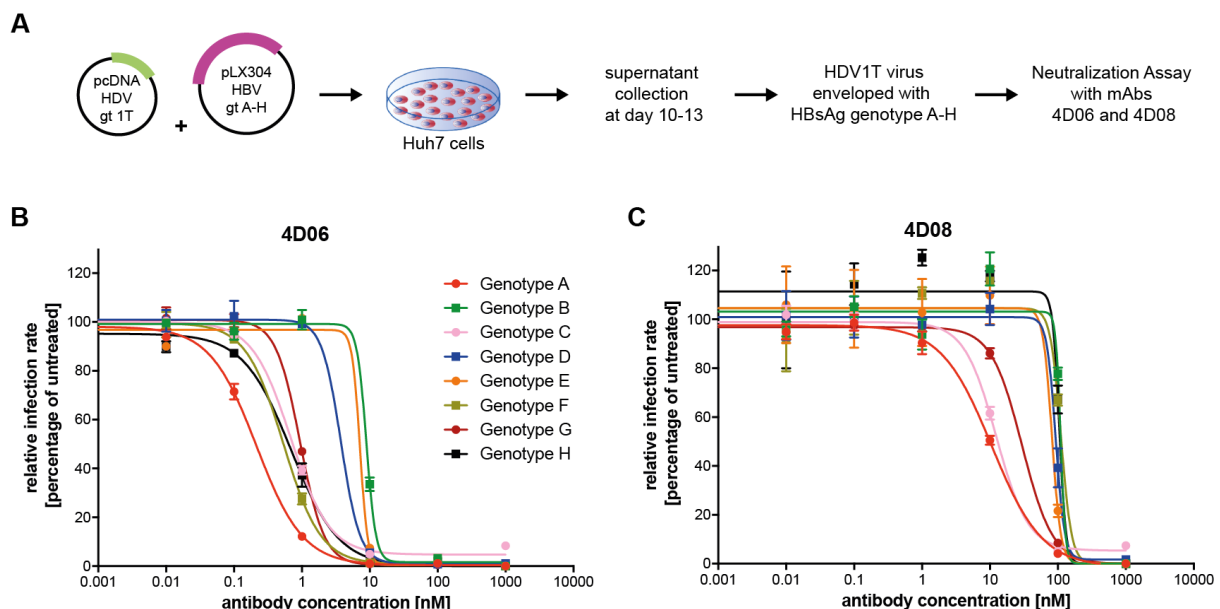 A
pcDNA
HDV
gt 1T
+
pLX304
HBV
gt A-H
Huh7 cells
supernatant
collection
at day 10-13
HDV1T virus
enveloped with
HBsAg genotype A-H
Neutralization Assay
with mAbs
4D06 and 4D08
B
4D06
relative infection rate
[percentage of untreated]
120
100
80
60
40
20
0
0.001
0.01
0.1
1
10
100
1000
10000
antibody concentration [nM]
Genotype A
Genotype B
Genotype C
Genotype D
Genotype E
Genotype F
Genotype G
Genotype H
C
4D08
relative infection rate
[percentage of untreated]
120
100
80
60
40
20
0
0.001
0.01
0.1
1
10
100
1000
10000
antibody concentration [nM]